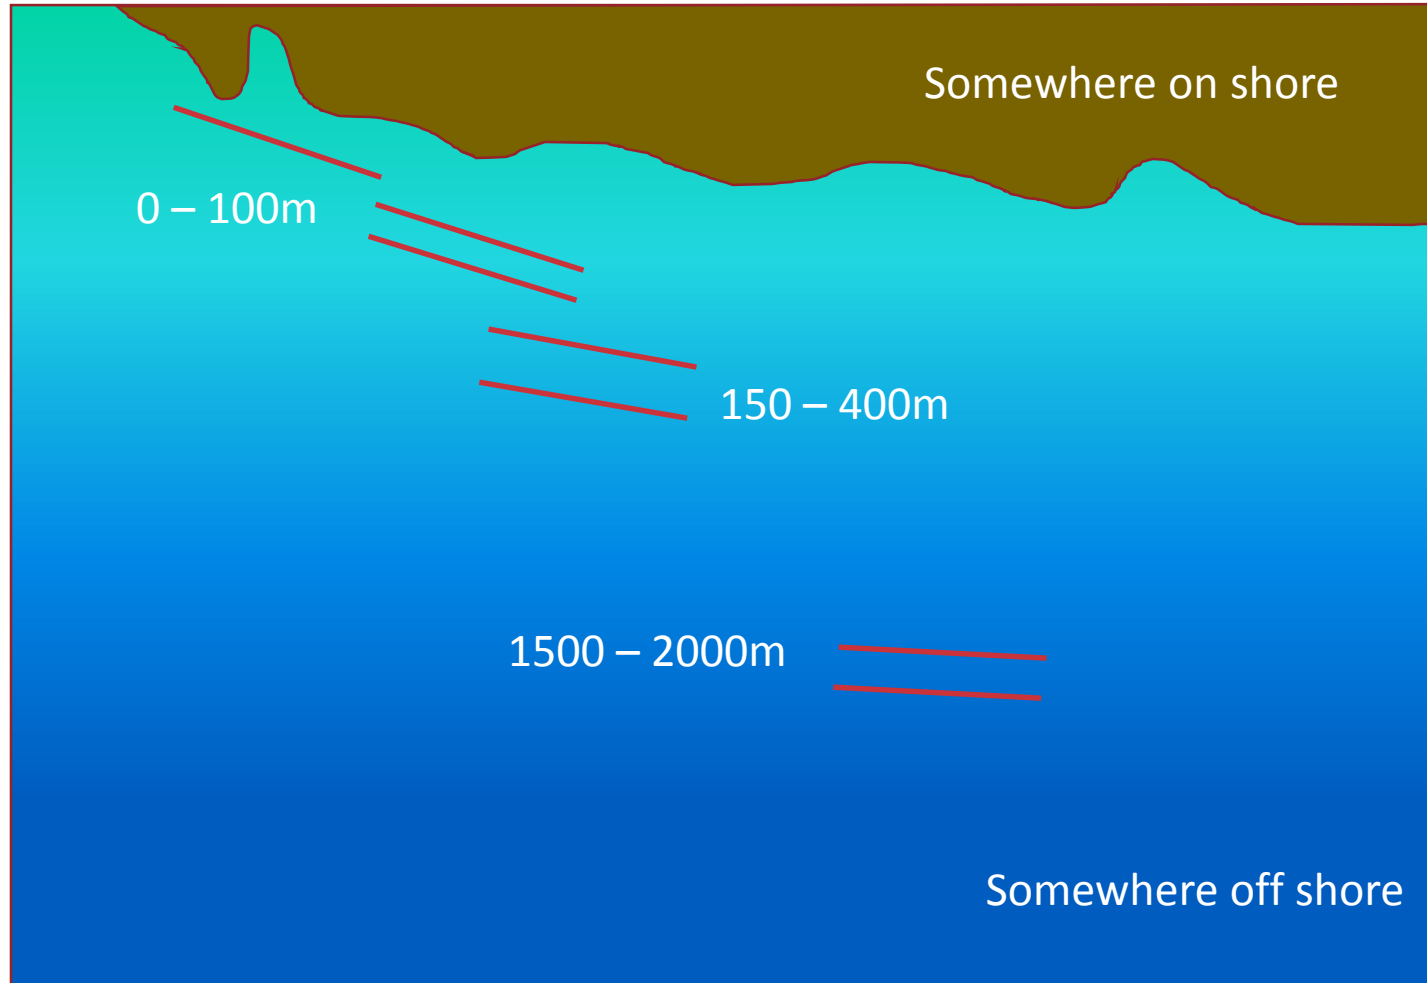 Somewhere on shore
0 – 100m
150 – 400m
1500 – 2000m
Somewhere off shore